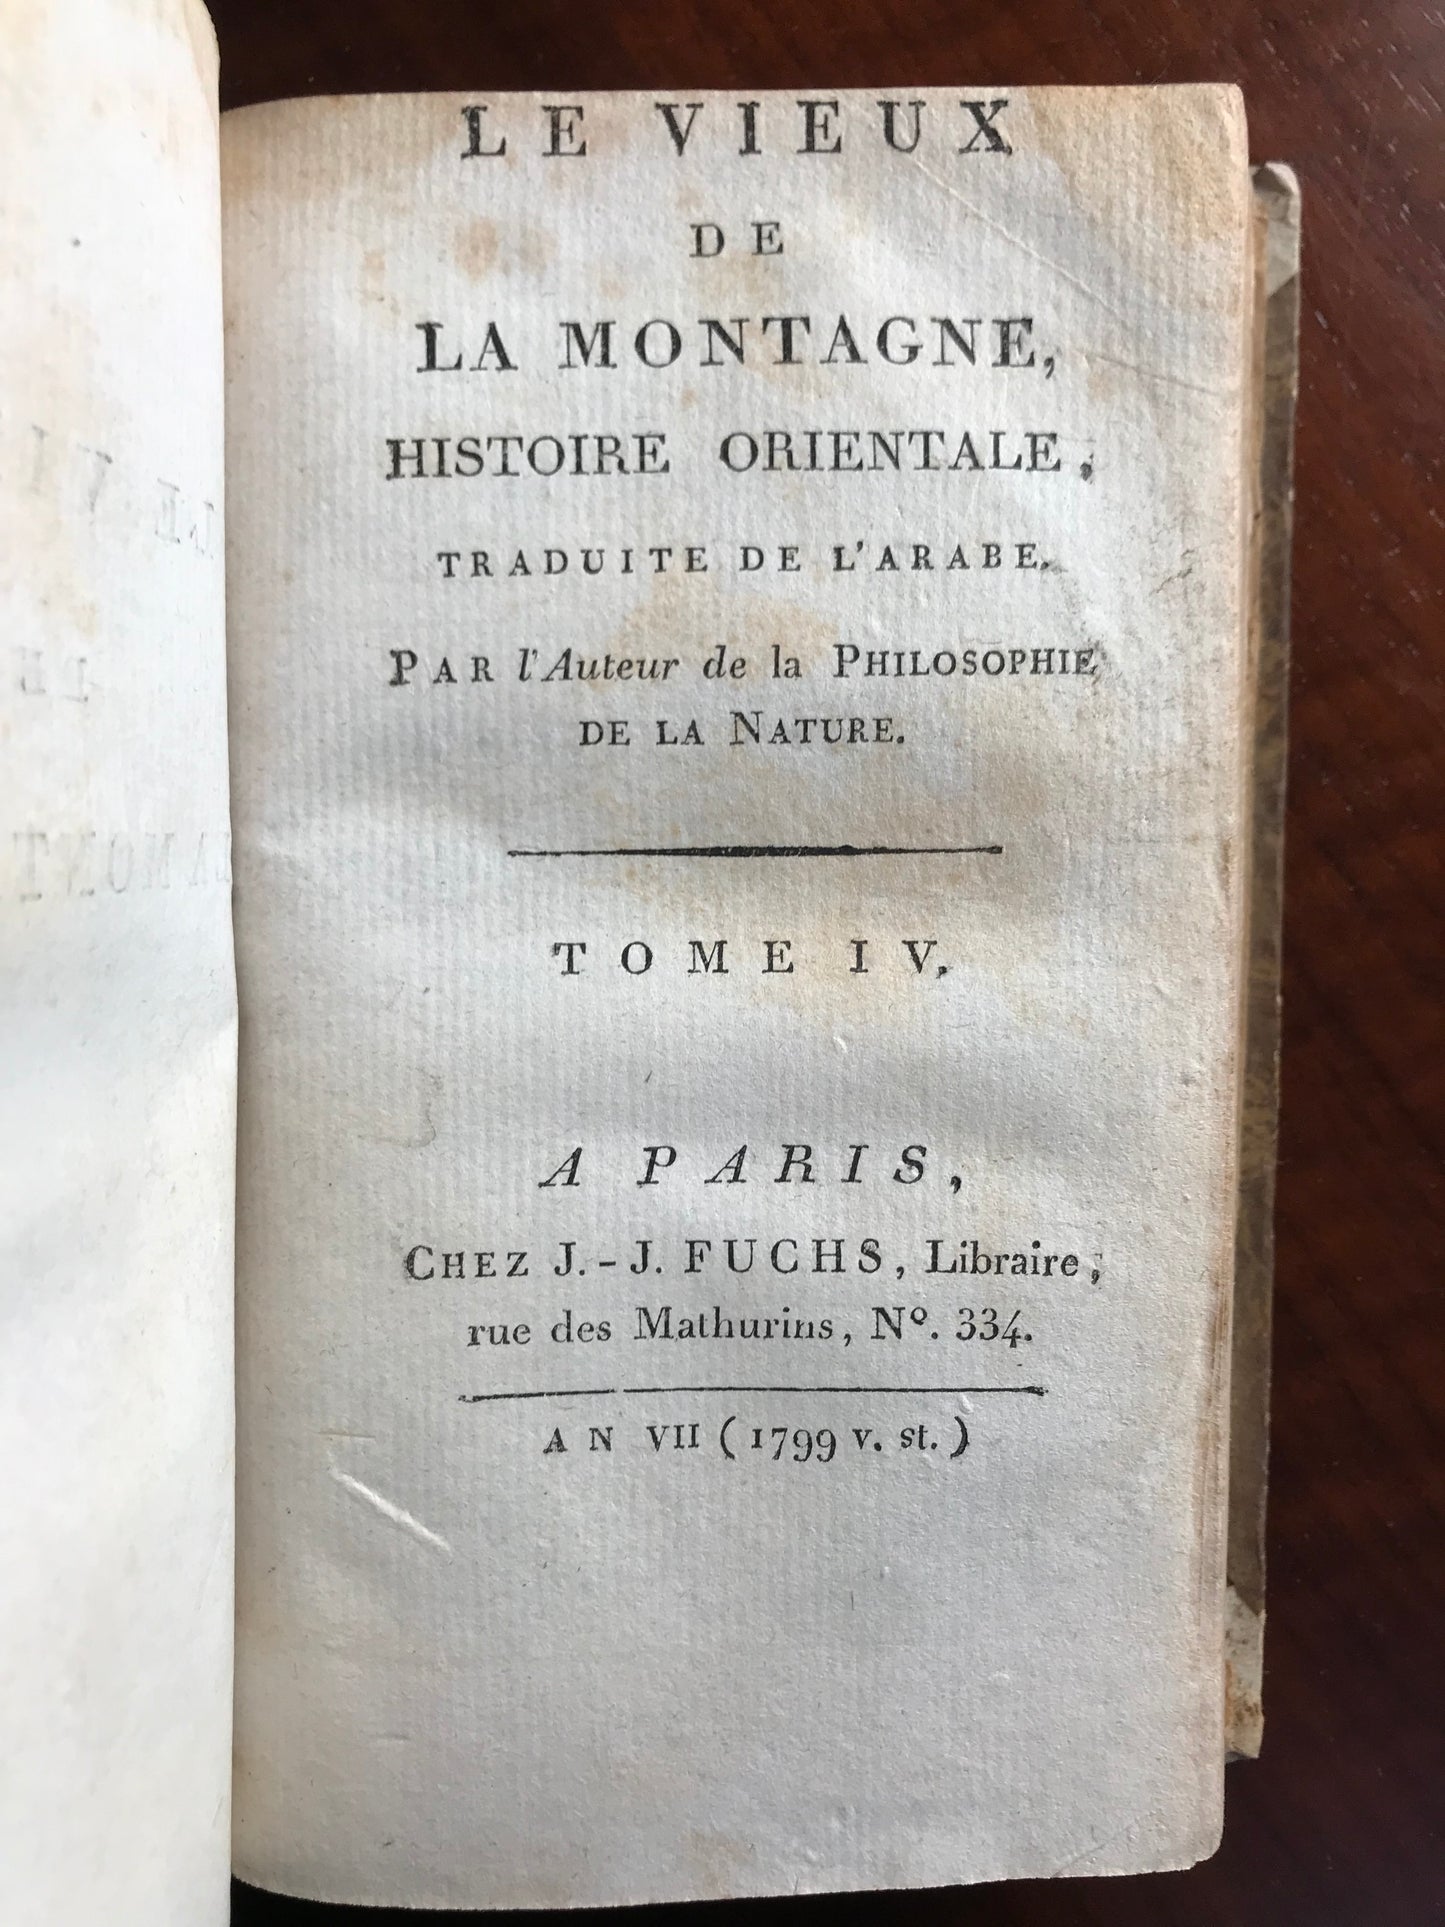 LE VIEUX
DE
LA MONTAGNE,
HISTOIRE ORIENTALE,
TRADUITE DE L'ARABE.
PAR l'Auteur de la PHILOSOPHIE
DE LA NATURE.
TOME IV.
A PARIS,
CHEZ J.-J. FUCHS, Libraire,
rue des Mathurins, Nº. 334.
AN VII (1799 v. st.)